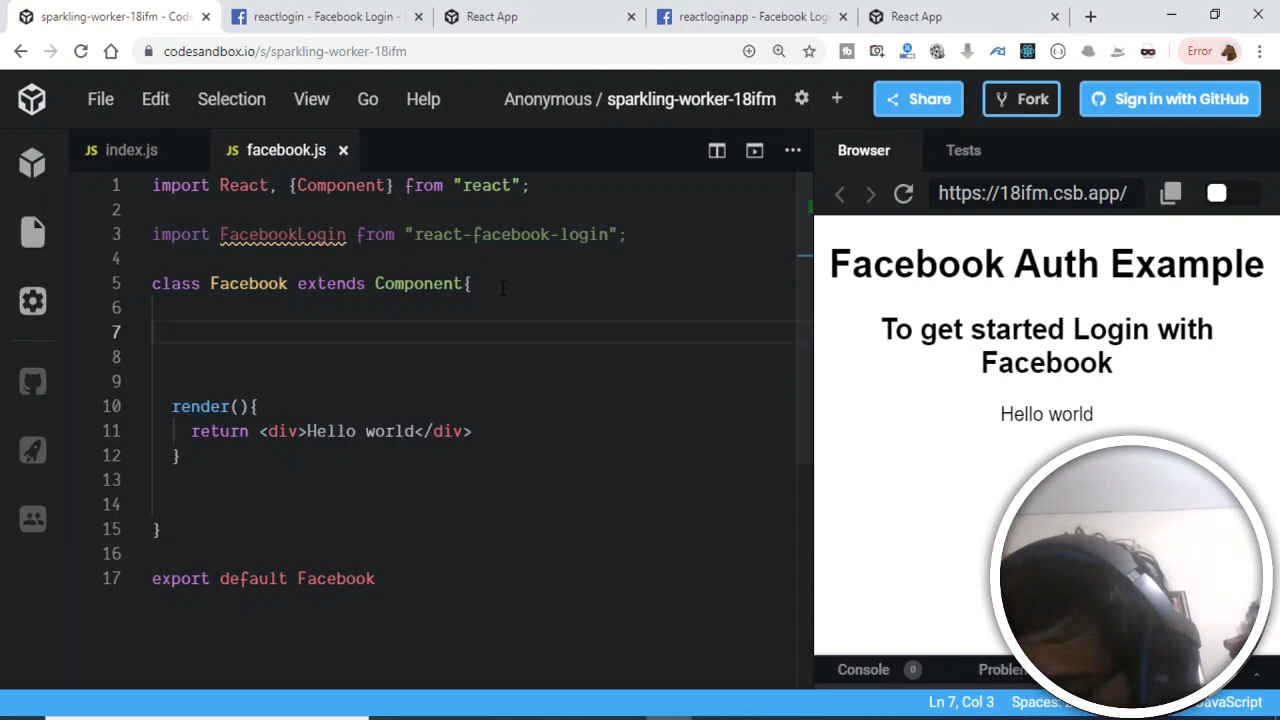 sparkling-worker-18ifm - Code
reactlogin - Facebook Login -
React App
reactloginapp - Facebook Log
React App
codesandbox.io/s/sparkling-worker-18ifm
Error
File Edit Selection View Go Help
Anonymous / sparkling-worker-18ifm
Share
Fork
Sign in with GitHub
JS index.js
JS facebook.js
Browser
Tests
https://18ifm.csb.app/
1 import React, {Component} from "react";
2
3 import FacebookLogin from "react-facebook-login";
4
5 class Facebook extends Component{
6
7
8
9
10 render(){
11 return <div>Hello world</div>
12 }
13
14
15 }
16
17 export default Facebook
Facebook Auth Example
To get started Login with
Facebook
Hello world
Console 0
Ln 7, Col 3